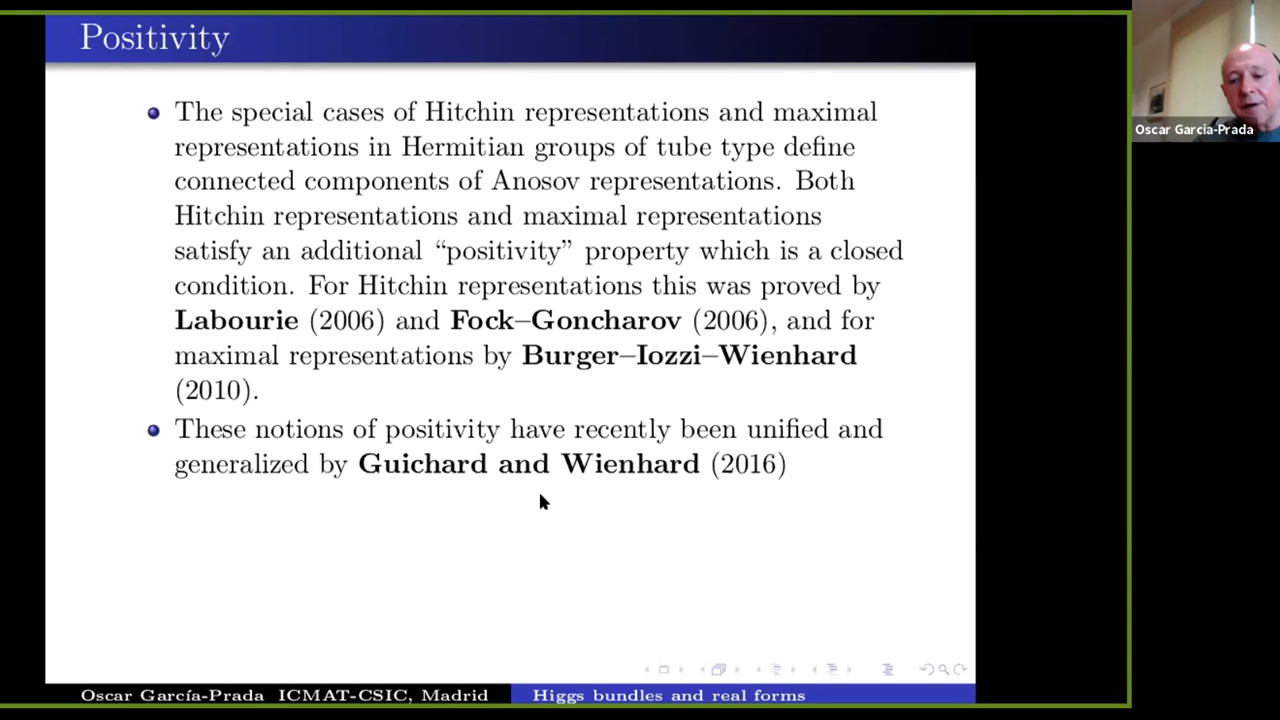 Positivity
The special cases of Hitchin representations and maximal
representations in Hermitian groups of tube type define
connected components of Anosov representations. Both
Hitchin representations and maximal representations
satisfy an additional “positivity” property which is a closed
condition. For Hitchin representations this was proved by
Labourie (2006) and Fock–Goncharov (2006), and for
maximal representations by Burger–Iozzi–Wienhard
(2010).
These notions of positivity have recently been unified and
generalized by Guichard and Wienhard (2016)
Oscar García-Prada ICMAT-CSIC, Madrid
Higgs bundles and real forms
Oscar Garcia-Prada